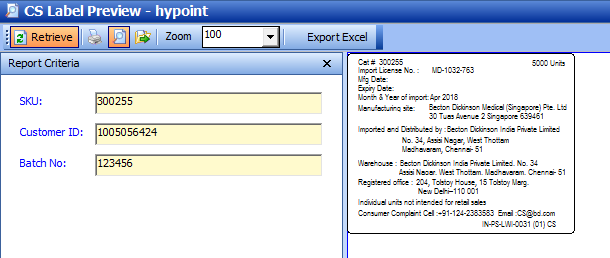 CS Label Preview - hypoint
Retrieve Zoom 100 Export Excel
Report Criteria
SKU: 300255
Customer ID: 1005056424
Batch No: 123456
Cat # 300255 5000 Units
Import License No. : MD-1032-763
Mfg Date:
Expiry Date:
Month & Year of import: Apr 2018
Manufacturing site: Becton Dickinson Medical (Singapore) Pte. Ltd
30 Tuas Avenue 2 Singapore 639461
Imported and Distributed by : Becton Dickinson India Private Limited
No. 34, Assisi Nagar, West Thottam
Madhavaram, Chennai- 51
Warehouse : Becton Dickinson India Private Limited. No. 34
Assisi Nagar. West Thottam. Madhavaram. Chennai- 51
Registered office : 204, Tolstoy House, 15 Tolstoy Marg.
New Delhi–110 001
Individual units not intended for retail sales
Consumer Complaint Cell :+91-124-2383563 Email :CS@bd.com
IN-PS-LWI-0031 (01) CS